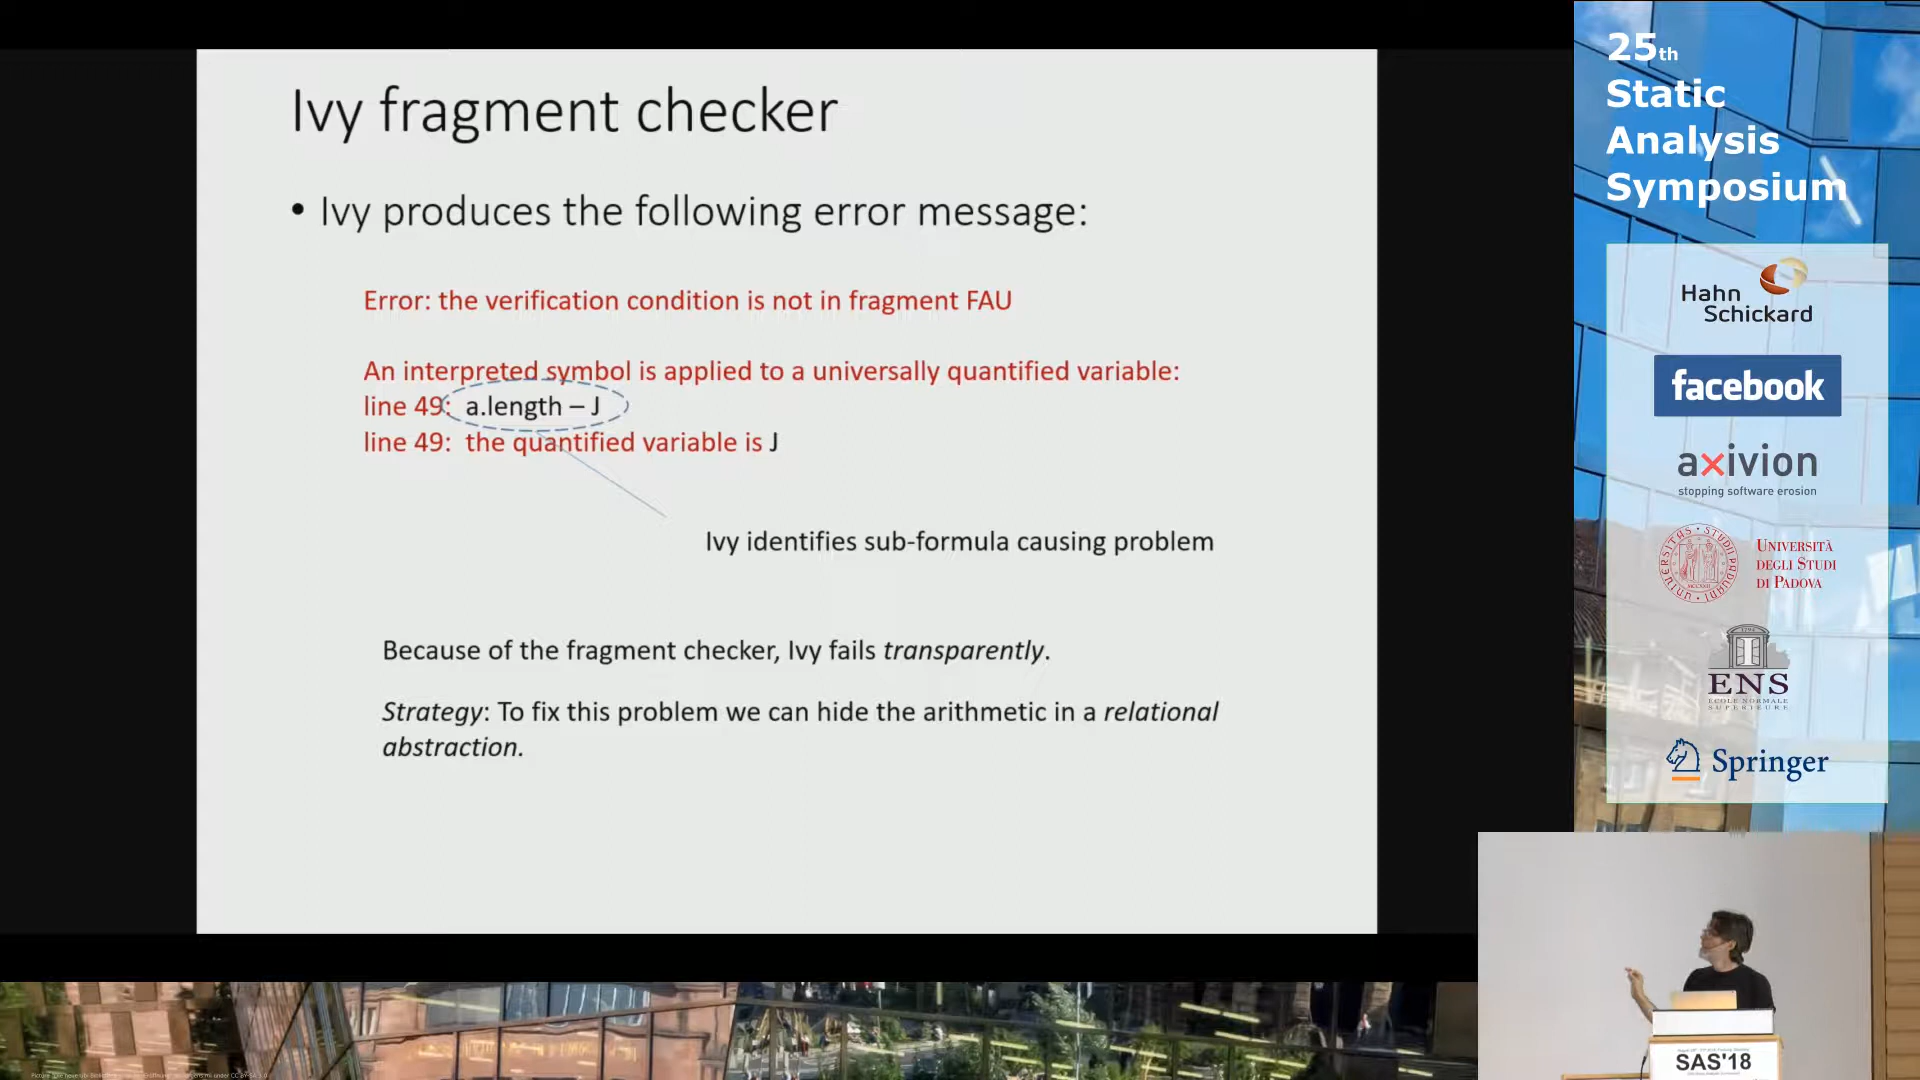 Ivy fragment checker
• Ivy produces the following error message:
Error: the verification condition is not in fragment FAU
An interpreted symbol is applied to a universally quantified variable:
line 49: a.length – J
line 49: the quantified variable is J
Ivy identifies sub-formula causing problem
Because of the fragment checker, Ivy fails transparently.
Strategy: To fix this problem we can hide the arithmetic in a relational
abstraction.
25th
Static
Analysis
Symposium
Hahn
Schickard
facebook
axivion
stopping software erosion
UNIVERSITÀ
DEGLI STUDI
DI PADOVA
ENS
ÉCOLE NORMALE
SUPÉRIEURE
Springer
SAS'18